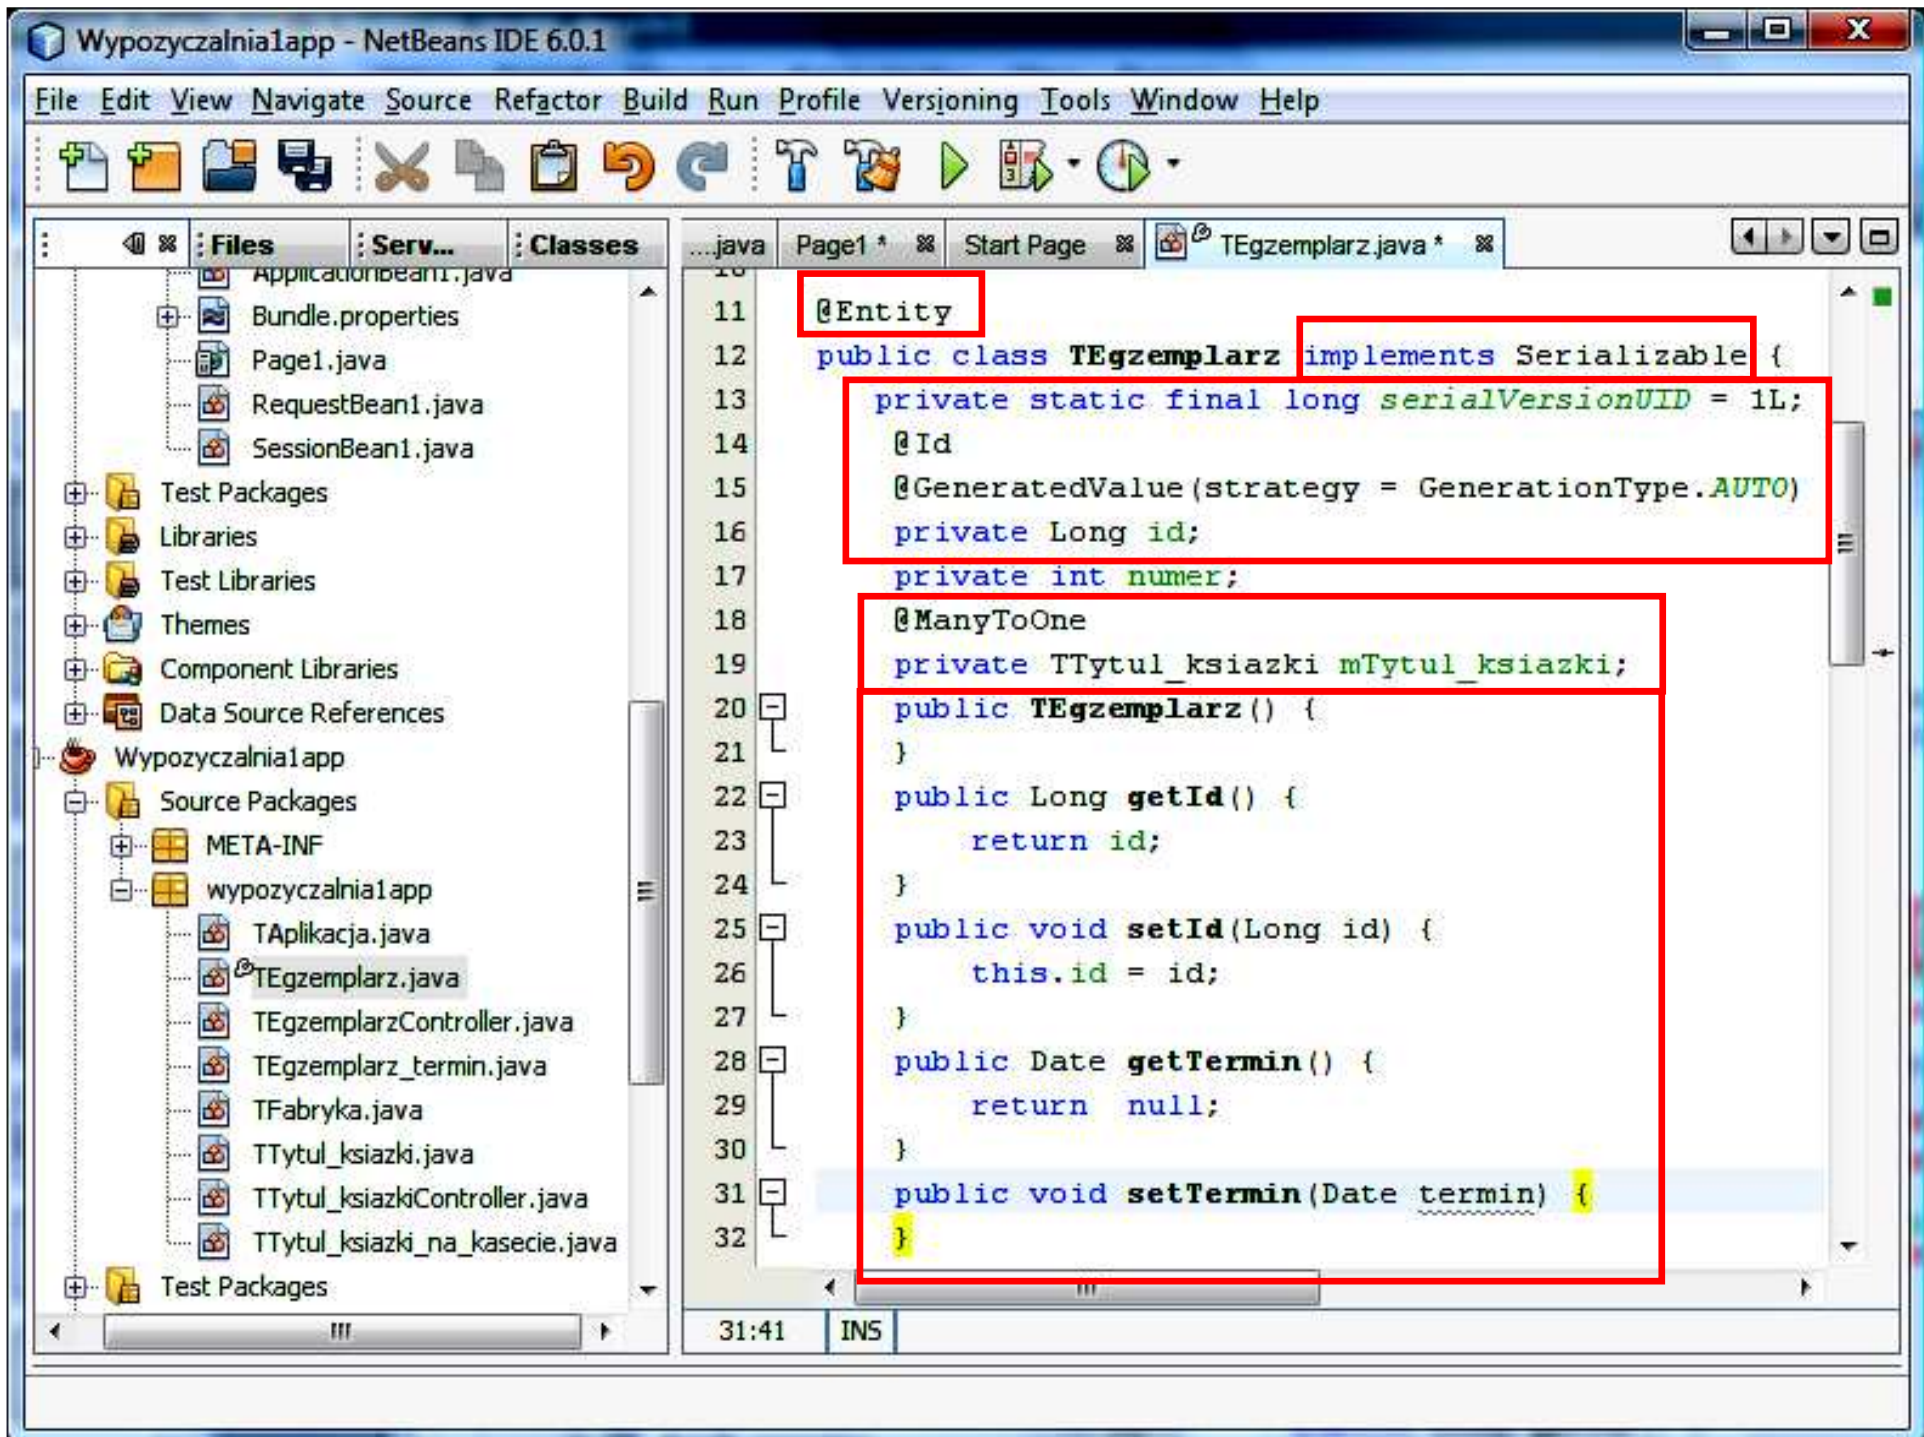 Wypozyczalnia1app - NetBeans IDE 6.0.1
File Edit View Navigate Source Refactor Build Run Profile Versioning Tools Window Help
Files Serv... Classes
ApplicationBean1.java
Bundle.properties
Page1.java
RequestBean1.java
SessionBean1.java
Test Packages
Libraries
Test Libraries
Themes
Component Libraries
Data Source References
Wypozyczalnia1app
Source Packages
META-INF
wypozyczalnia1app
TAplikacja.java
TEgzemplarz.java
TEgzemplarzController.java
TEgzemplarz_termin.java
TFabryka.java
TTytul_ksiazki.java
TTytul_ksiazkiController.java
TTytul_ksiazki_na_kasecie.java
Test Packages
....java Page1 * Start Page TEgzemplarz.java *
10
11 @Entity
12 public class TEgzemplarz implements Serializable {
13 private static final long serialVersionUID = 1L;
14 @Id
15 @GeneratedValue(strategy = GenerationType.AUTO)
16 private Long id;
17 private int numer;
18 @ManyToOne
19 private TTytul_ksiazki mTytul_ksiazki;
20 public TEgzemplarz() {
21 }
22 public Long getId() {
23 return id;
24 }
25 public void setId(Long id) {
26 this.id = id;
27 }
28 public Date getTermin() {
29 return null;
30 }
31 public void setTermin(Date termin) {
32 }
31:41 INS